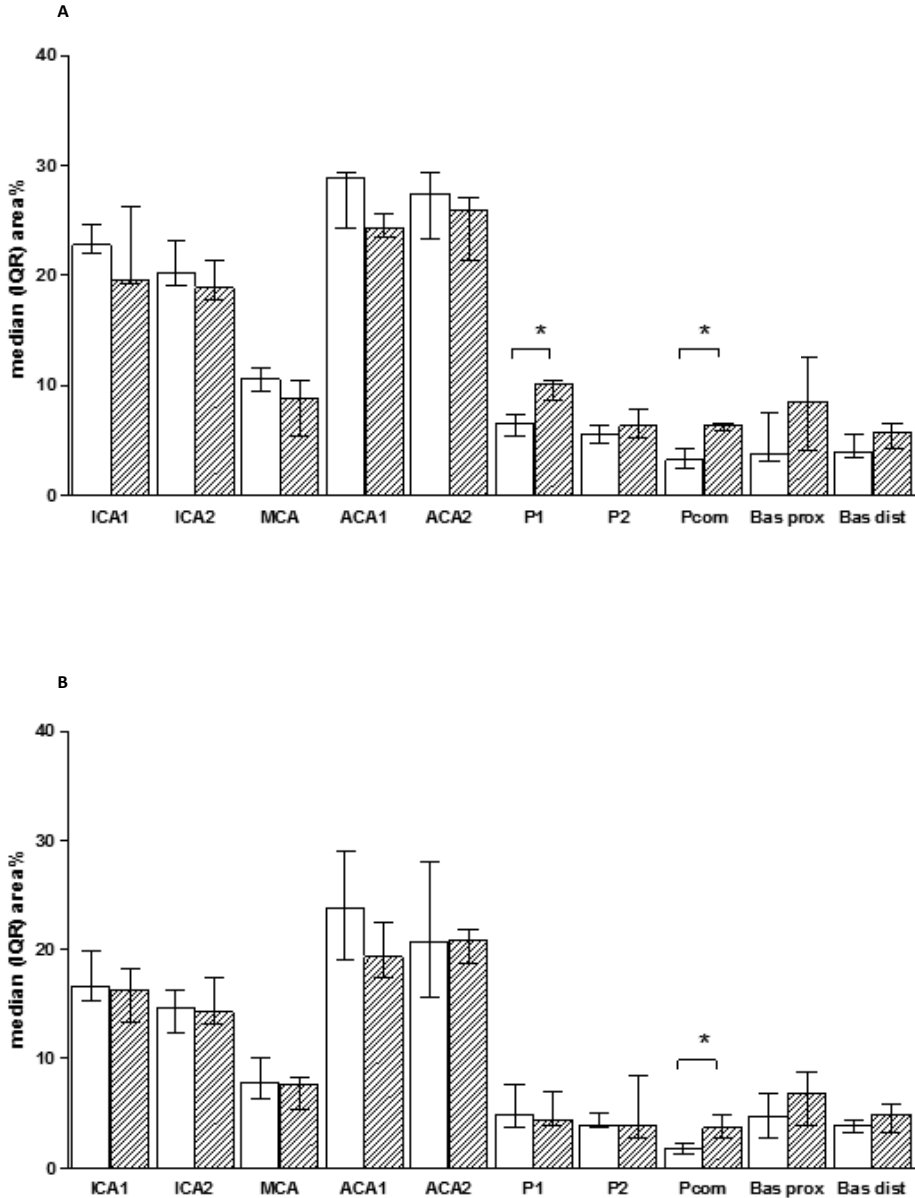 A
40
30
20
10
0
median (IQR) area%
*
*
ICA1 ICA2 MCA ACA1 ACA2 P1 P2 Pcom Bas prox Bas dist
B
40
30
20
10
0
median (IQR) area%
*
ICA1 ICA2 MCA ACA1 ACA2 P1 P2 Pcom Bas prox Bas dist